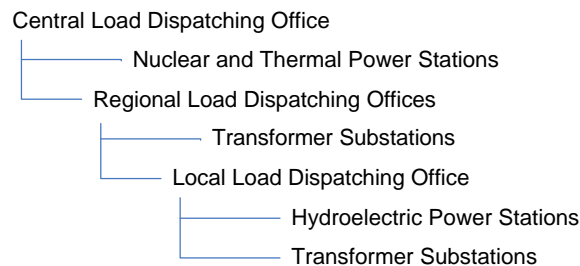 Central Load Dispatching Office
Nuclear and Thermal Power Stations
Regional Load Dispatching Offices
Transformer Substations
Local Load Dispatching Office
Hydroelectric Power Stations
Transformer Substations